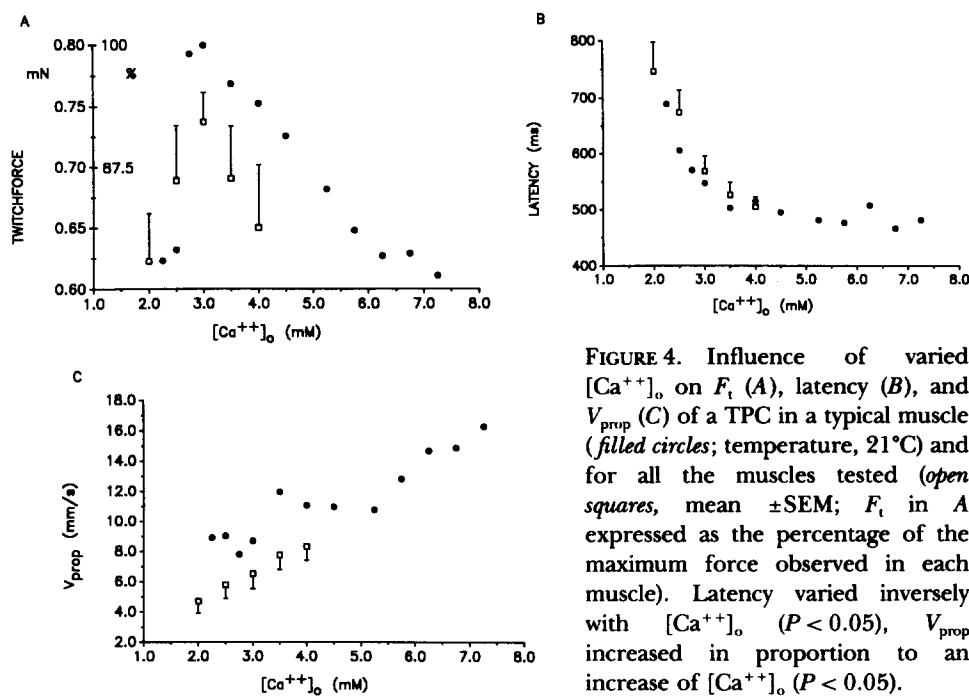 A
0.80
100
mN
%
0.75
0.70
87.5
0.65
0.60
TWITCHFORCE
1.0 2.0 3.0 4.0 5.0 6.0 7.0 8.0
[Ca++]o (mM)
B
800
700
600
500
400
LATENCY (ms)
1.0 2.0 3.0 4.0 5.0 6.0 7.0 8.0
[Ca++]o (mM)
C
18.0
16.0
14.0
12.0
10.0
8.0
6.0
4.0
2.0
Vprop (mm/s)
1.0 2.0 3.0 4.0 5.0 6.0 7.0 8.0
[Ca++]o (mM)
FIGURE 4. Influence of varied
[Ca++]o on Ft (A), latency (B), and
Vprop (C) of a TPC in a typical muscle
(filled circles; temperature, 21°C) and
for all the muscles tested (open
squares, mean ±SEM; Ft in A
expressed as the percentage of the
maximum force observed in each
muscle). Latency varied inversely
with [Ca++]o (P < 0.05), Vprop
increased in proportion to an
increase of [Ca++]o (P < 0.05).